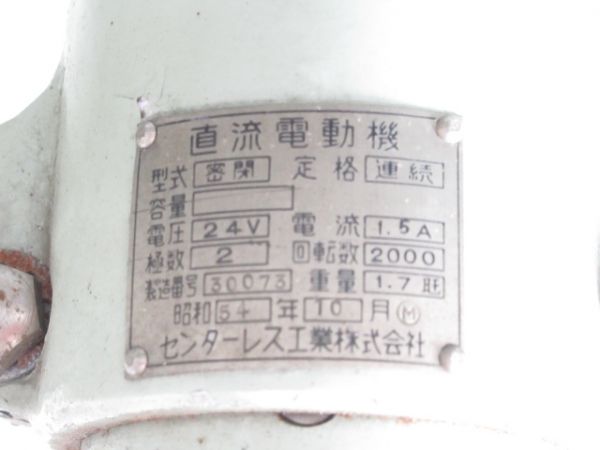 直流電動機
型式 密閉 定格 連続
容量
電圧 24V 電流 1.5A
極数 2 回転数 2000
製造番号 30073 重量 1.7瓩
昭和 54 年 10 月 Ⓜ
センターレス工業株式会社